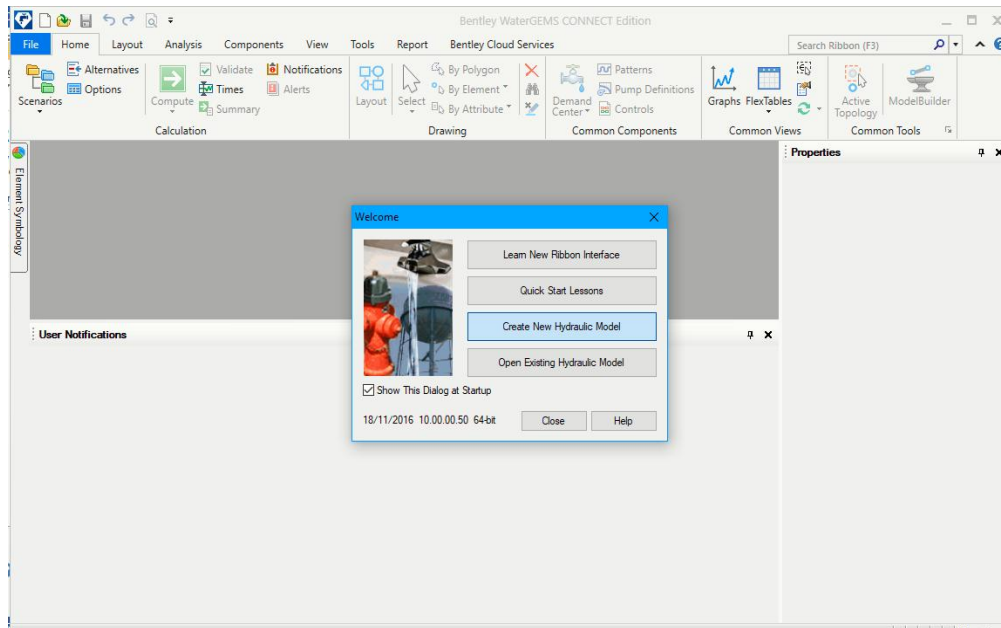 Bentley WaterGEMS CONNECT Edition
File Home Layout Analysis Components View Tools Report Bentley Cloud Services Search Ribbon (F3)
Scenarios
Alternatives
Options
Compute
Validate
Times
Summary
Notifications
Alerts
Calculation
Layout
Select
By Polygon
By Element
By Attribute
Drawing
Demand
Center
Patterns
Pump Definitions
Controls
Common Components
Graphs
FlexTables
Common Views
Active
Topology
ModelBuilder
Common Tools
Element Symbology
Properties
Welcome
Learn New Ribbon Interface
Quick Start Lessons
Create New Hydraulic Model
Open Existing Hydraulic Model
Show This Dialog at Startup
18/11/2016 10.00.00.50 64-bit
Close
Help
User Notifications